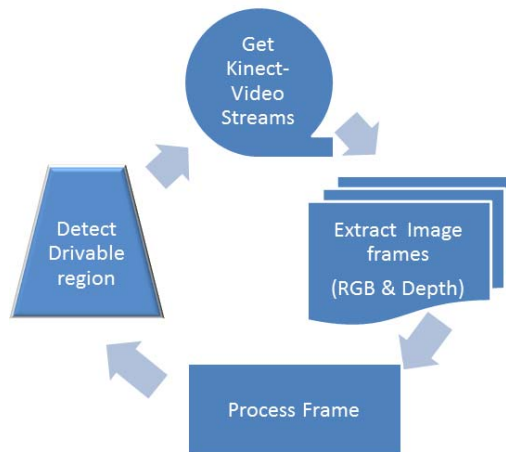 Get
Kinect-
Video
Streams
Extract Image
frames
(RGB & Depth)
Process Frame
Detect
Drivable
region